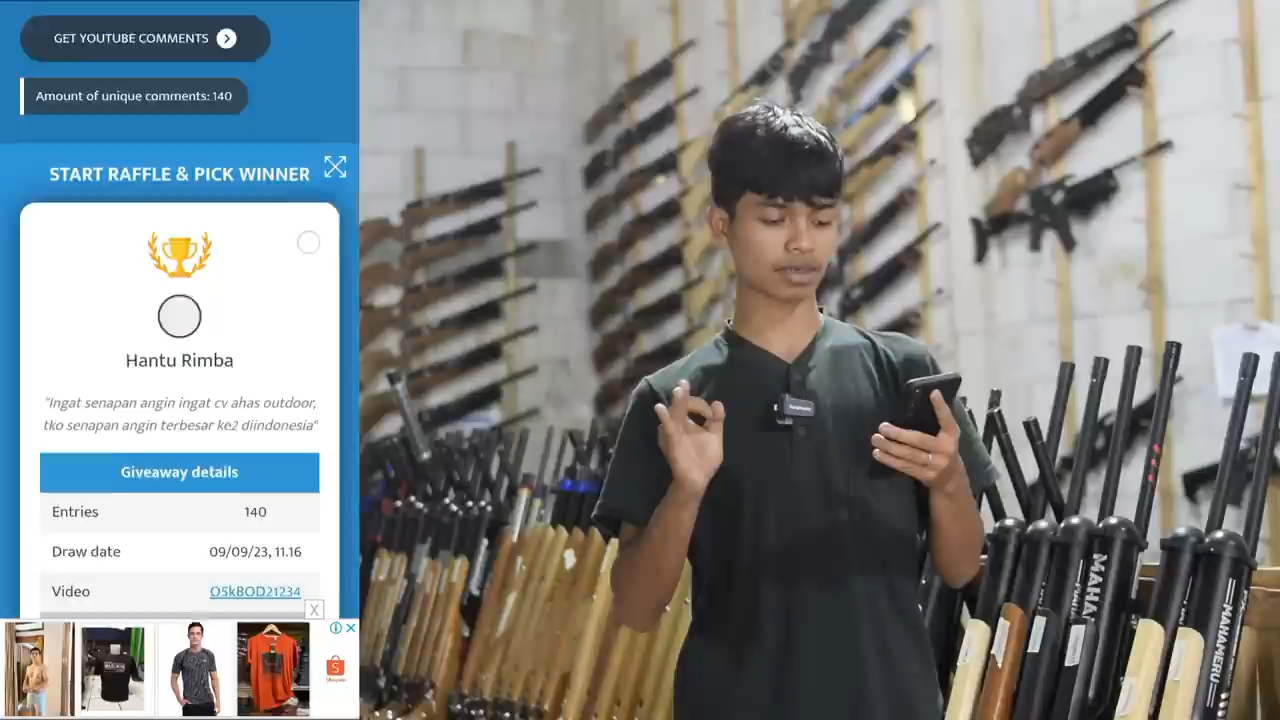 GET YOUTUBE COMMENTS
Amount of unique comments: 140
START RAFFLE & PICK WINNER
Hantu Rimba
"Ingat senapan angin ingat cv ahas outdoor,
tko senapan angin terbesar ke2 diindonesia"
Giveaway details
Entries 140
Draw date 09/09/23, 11.16
Video O5kBOD21234
X
MAHA
MANAMERU